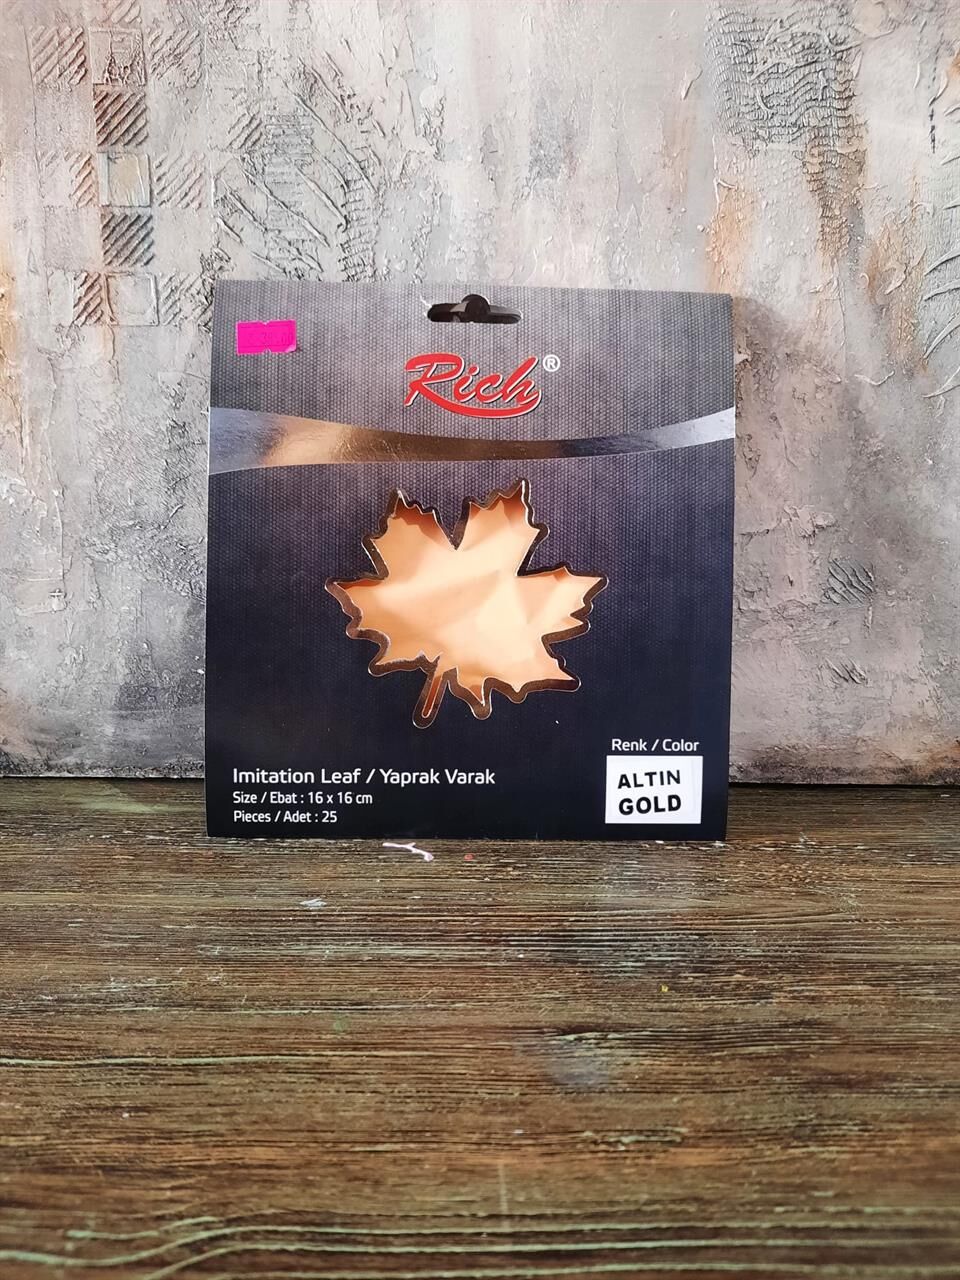 Rich®
Renk / Color
ALTIN
GOLD
Imitation Leaf / Yaprak Varak
Size / Ebat : 16 x 16 cm
Pieces / Adet : 25